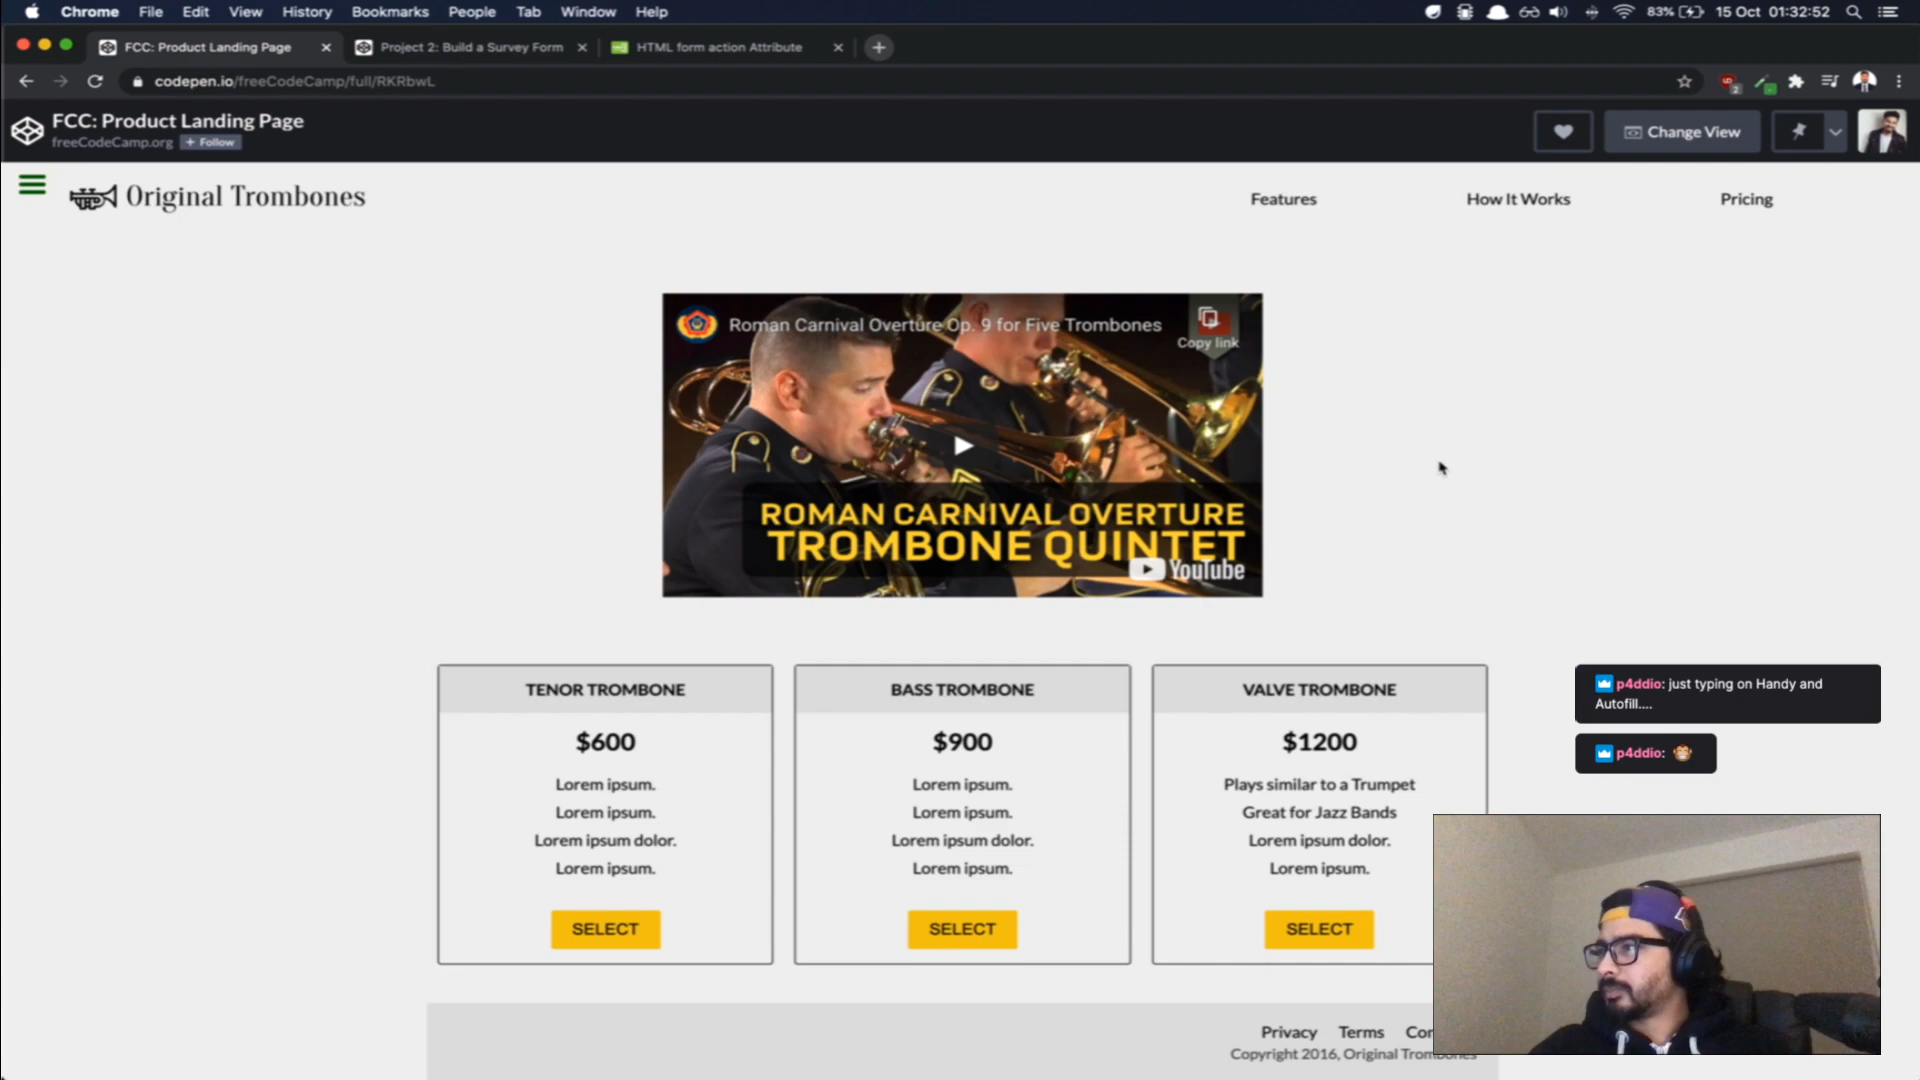 Chrome File Edit View History Bookmarks People Tab Window Help 83% 15 Oct 01:32:52
FCC: Product Landing Page Project 2: Build a Survey Form HTML form action Attribute
codepen.io/freeCodeCamp/full/RKRbwL
FCC: Product Landing Page
freeCodeCamp.org + Follow
Change View
Original Trombones
Features How It Works Pricing
Roman Carnival Overture Op. 9 for Five Trombones
Copy link
ROMAN CARNIVAL OVERTURE
TROMBONE QUINTET
YouTube
TENOR TROMBONE
$600
Lorem ipsum.
Lorem ipsum.
Lorem ipsum dolor.
Lorem ipsum.
SELECT
BASS TROMBONE
$900
Lorem ipsum.
Lorem ipsum.
Lorem ipsum dolor.
Lorem ipsum.
SELECT
VALVE TROMBONE
$1200
Plays similar to a Trumpet
Great for Jazz Bands
Lorem ipsum dolor.
Lorem ipsum.
SELECT
p4ddio: just typing on Handy and
Autofill....
p4ddio:
Privacy Terms
Copyright 2016, Original Trombones